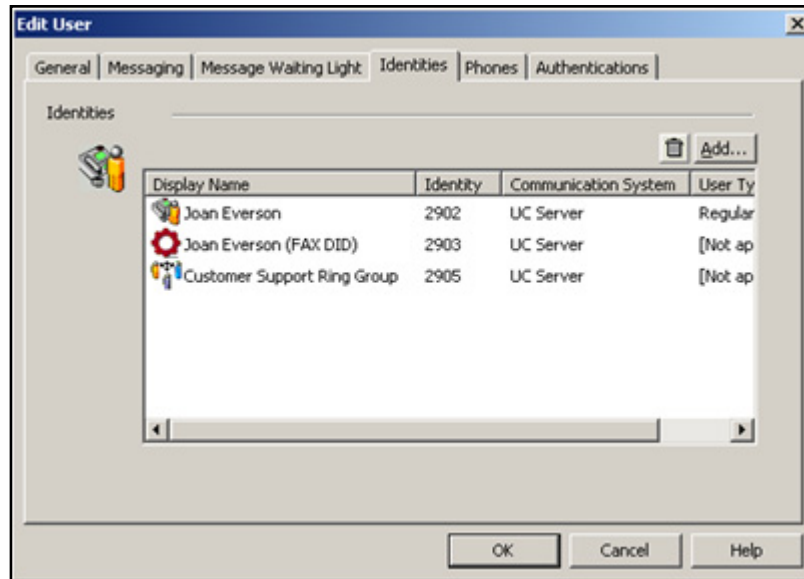 Edit User
General Messaging Message Waiting Light Identities Phones Authentications
Identities
Add...
Display Name Identity Communication System User Ty
Joan Everson 2902 UC Server Regular
Joan Everson (FAX DID) 2903 UC Server [Not ap
Customer Support Ring Group 2905 UC Server [Not ap
OK Cancel Help